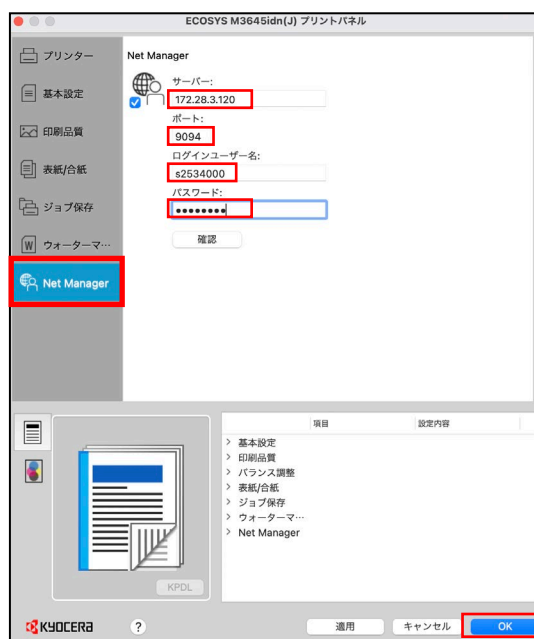 ECOSYS M3645idn(J) プリントパネル
プリンター
基本設定
印刷品質
表紙/合紙
ジョブ保存
ウォーターマ…
Net Manager
Net Manager
サーバー:
172.28.3.120
ポート:
9094
ログインユーザー名:
s2534000
パスワード:
••••••••
確認
項目 設定内容
> 基本設定
> 印刷品質
> バランス調整
> 表紙/合紙
> ジョブ保存
> ウォーターマ…
> Net Manager
KPDL
KYOCERA ? 適用 キャンセル OK